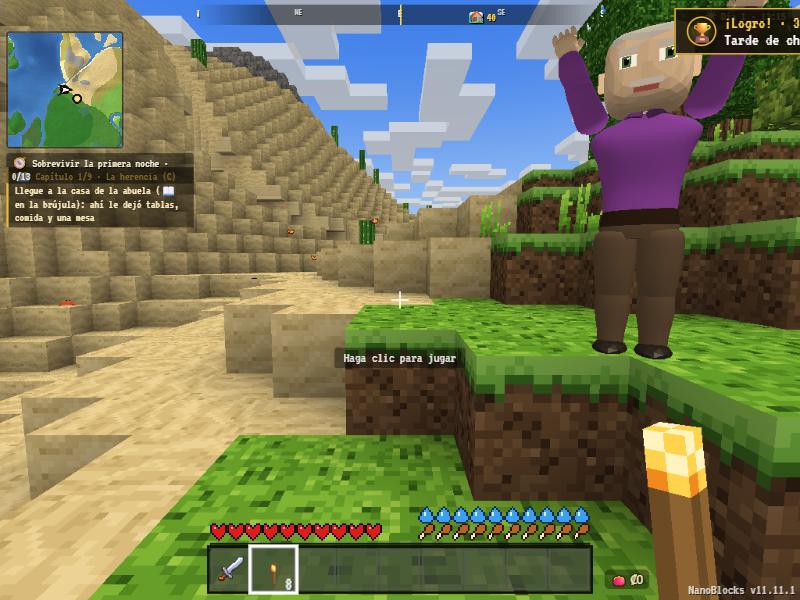 NE
E
40
SE
¡Logro! · 3
Tarde de ch
Sobrevivir la primera noche ·
0/13 Capítulo 1/9 · La herencia (C)
Llegue a la casa de la abuela (
en la brújula): ahí le dejó tablas,
comida y una mesa
Haga clic para jugar
8
₡0
NanoBlocks v11.11.1